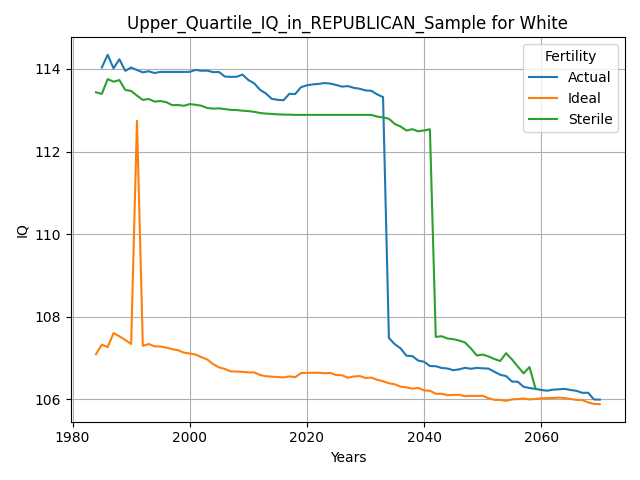 Upper_Quartile_IQ_in_REPUBLICAN_Sample for White
Fertility
Actual
Ideal
Sterile
IQ
114
112
110
108
106
1980
2000
2020
2040
2060
Years